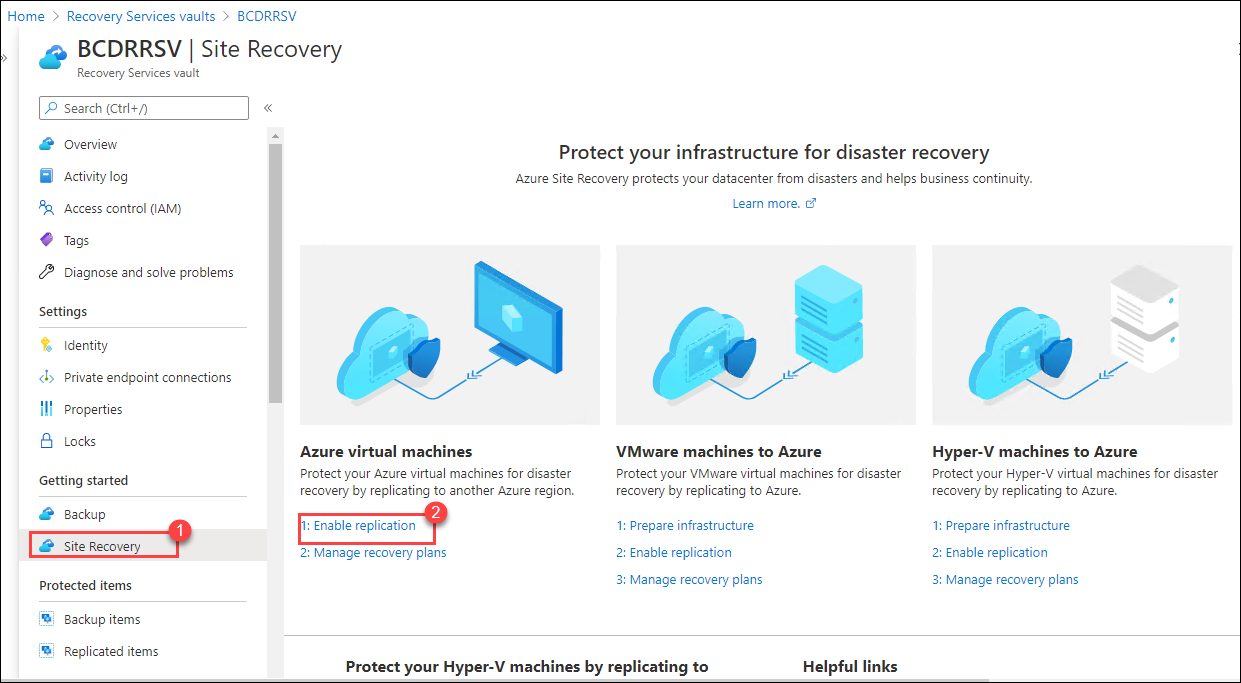 Home > Recovery Services vaults > BCDRRSV
»
BCDRRSV | Site Recovery
Recovery Services vault
Search (Ctrl+/)
«
Overview
Activity log
Access control (IAM)
Tags
Diagnose and solve problems
Settings
Identity
Private endpoint connections
Properties
Locks
Getting started
Backup
Site Recovery
1
Protected items
Backup items
Replicated items
Protect your infrastructure for disaster recovery
Azure Site Recovery protects your datacenter from disasters and helps business continuity.
Learn more.
Azure virtual machines
Protect your Azure virtual machines for disaster
recovery by replicating to another Azure region.
1: Enable replication
2
2: Manage recovery plans
VMware machines to Azure
Protect your VMware virtual machines for disaster
recovery by replicating to Azure.
1: Prepare infrastructure
2: Enable replication
3: Manage recovery plans
Hyper-V machines to Azure
Protect your Hyper-V virtual machines for disaster
recovery by replicating to Azure.
1: Prepare infrastructure
2: Enable replication
3: Manage recovery plans
Protect your Hyper-V machines by replicating to
Helpful links